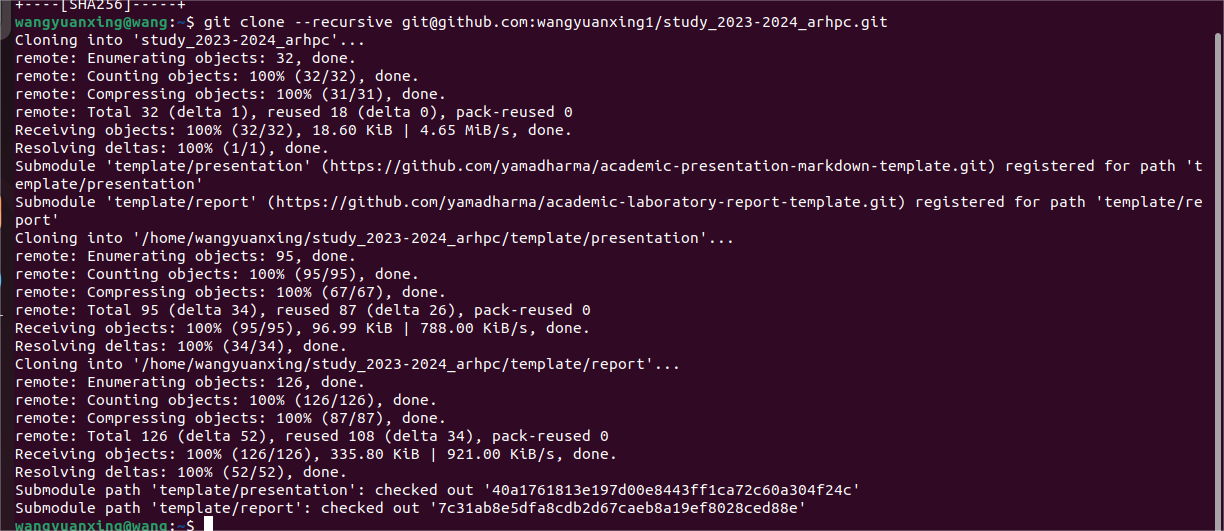 +----[SHA256]-----+
wangyuanxing@wang:~$ git clone --recursive git@github.com:wangyuanxing1/study_2023-2024_arhpc.git
Cloning into 'study_2023-2024_arhpc'...
remote: Enumerating objects: 32, done.
remote: Counting objects: 100% (32/32), done.
remote: Compressing objects: 100% (31/31), done.
remote: Total 32 (delta 1), reused 18 (delta 0), pack-reused 0
Receiving objects: 100% (32/32), 18.60 KiB | 4.65 MiB/s, done.
Resolving deltas: 100% (1/1), done.
Submodule 'template/presentation' (https://github.com/yamadharma/academic-presentation-markdown-template.git) registered for path 't
emplate/presentation'
Submodule 'template/report' (https://github.com/yamadharma/academic-laboratory-report-template.git) registered for path 'template/re
port'
Cloning into '/home/wangyuanxing/study_2023-2024_arhpc/template/presentation'...
remote: Enumerating objects: 95, done.
remote: Counting objects: 100% (95/95), done.
remote: Compressing objects: 100% (67/67), done.
remote: Total 95 (delta 34), reused 87 (delta 26), pack-reused 0
Receiving objects: 100% (95/95), 96.99 KiB | 788.00 KiB/s, done.
Resolving deltas: 100% (34/34), done.
Cloning into '/home/wangyuanxing/study_2023-2024_arhpc/template/report'...
remote: Enumerating objects: 126, done.
remote: Counting objects: 100% (126/126), done.
remote: Compressing objects: 100% (87/87), done.
remote: Total 126 (delta 52), reused 108 (delta 34), pack-reused 0
Receiving objects: 100% (126/126), 335.80 KiB | 921.00 KiB/s, done.
Resolving deltas: 100% (52/52), done.
Submodule path 'template/presentation': checked out '40a1761813e197d00e8443ff1ca72c60a304f24c'
Submodule path 'template/report': checked out '7c31ab8e5dfa8cdb2d67caeb8a19ef8028ced88e'
wangyuanxing@wang:~$